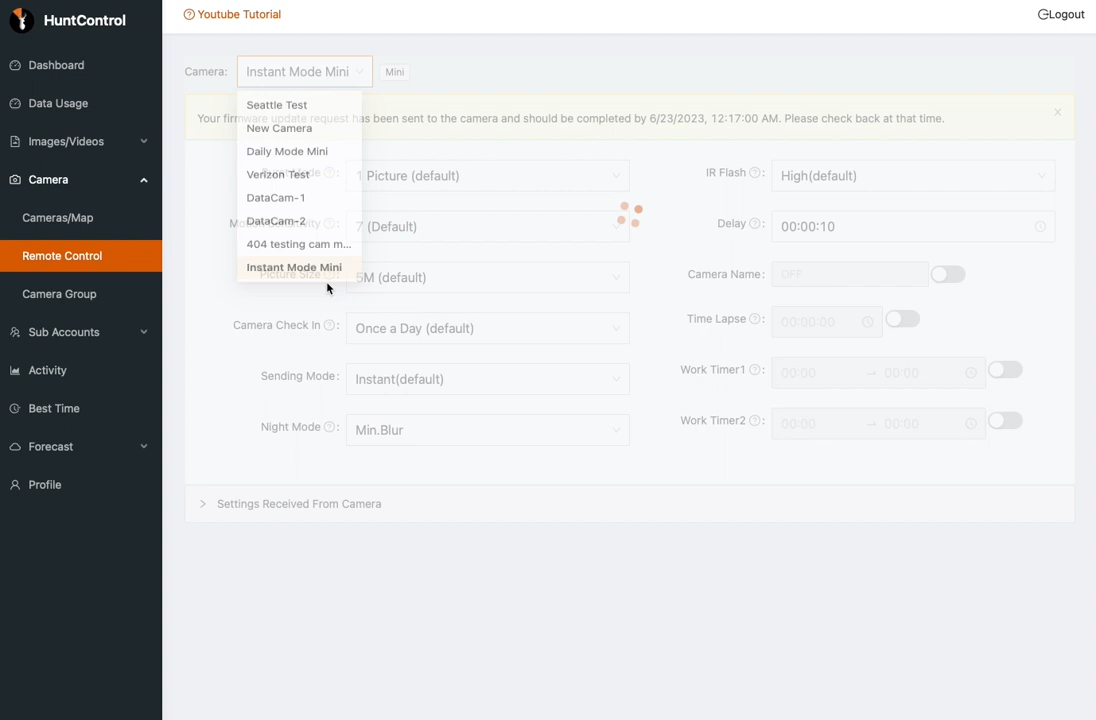 HuntControl
Youtube Tutorial
Logout
Dashboard
Data Usage
Images/Videos
Camera
Cameras/Map
Remote Control
Camera Group
Sub Accounts
Activity
Best Time
Forecast
Profile
Camera: Instant Mode Mini Mini
Seattle Test
New Camera
Daily Mode Mini
Verizon Test
DataCam-1
DataCam-2
404 testing cam m...
Instant Mode Mini
Your firmware update request has been sent to the camera and should be completed by 6/23/2023, 12:17:00 AM. Please check back at that time.
1 Picture (default)
7 (Default)
Picture Size : 5M (default)
Camera Check In : Once a Day (default)
Sending Mode: Instant(default)
Night Mode : Min.Blur
IR Flash : High(default)
Delay : 00:00:10
Camera Name: OFF
Time Lapse : 00:00:00
Work Timer1 : 00:00 → 00:00
Work Timer2 : 00:00 → 00:00
Settings Received From Camera